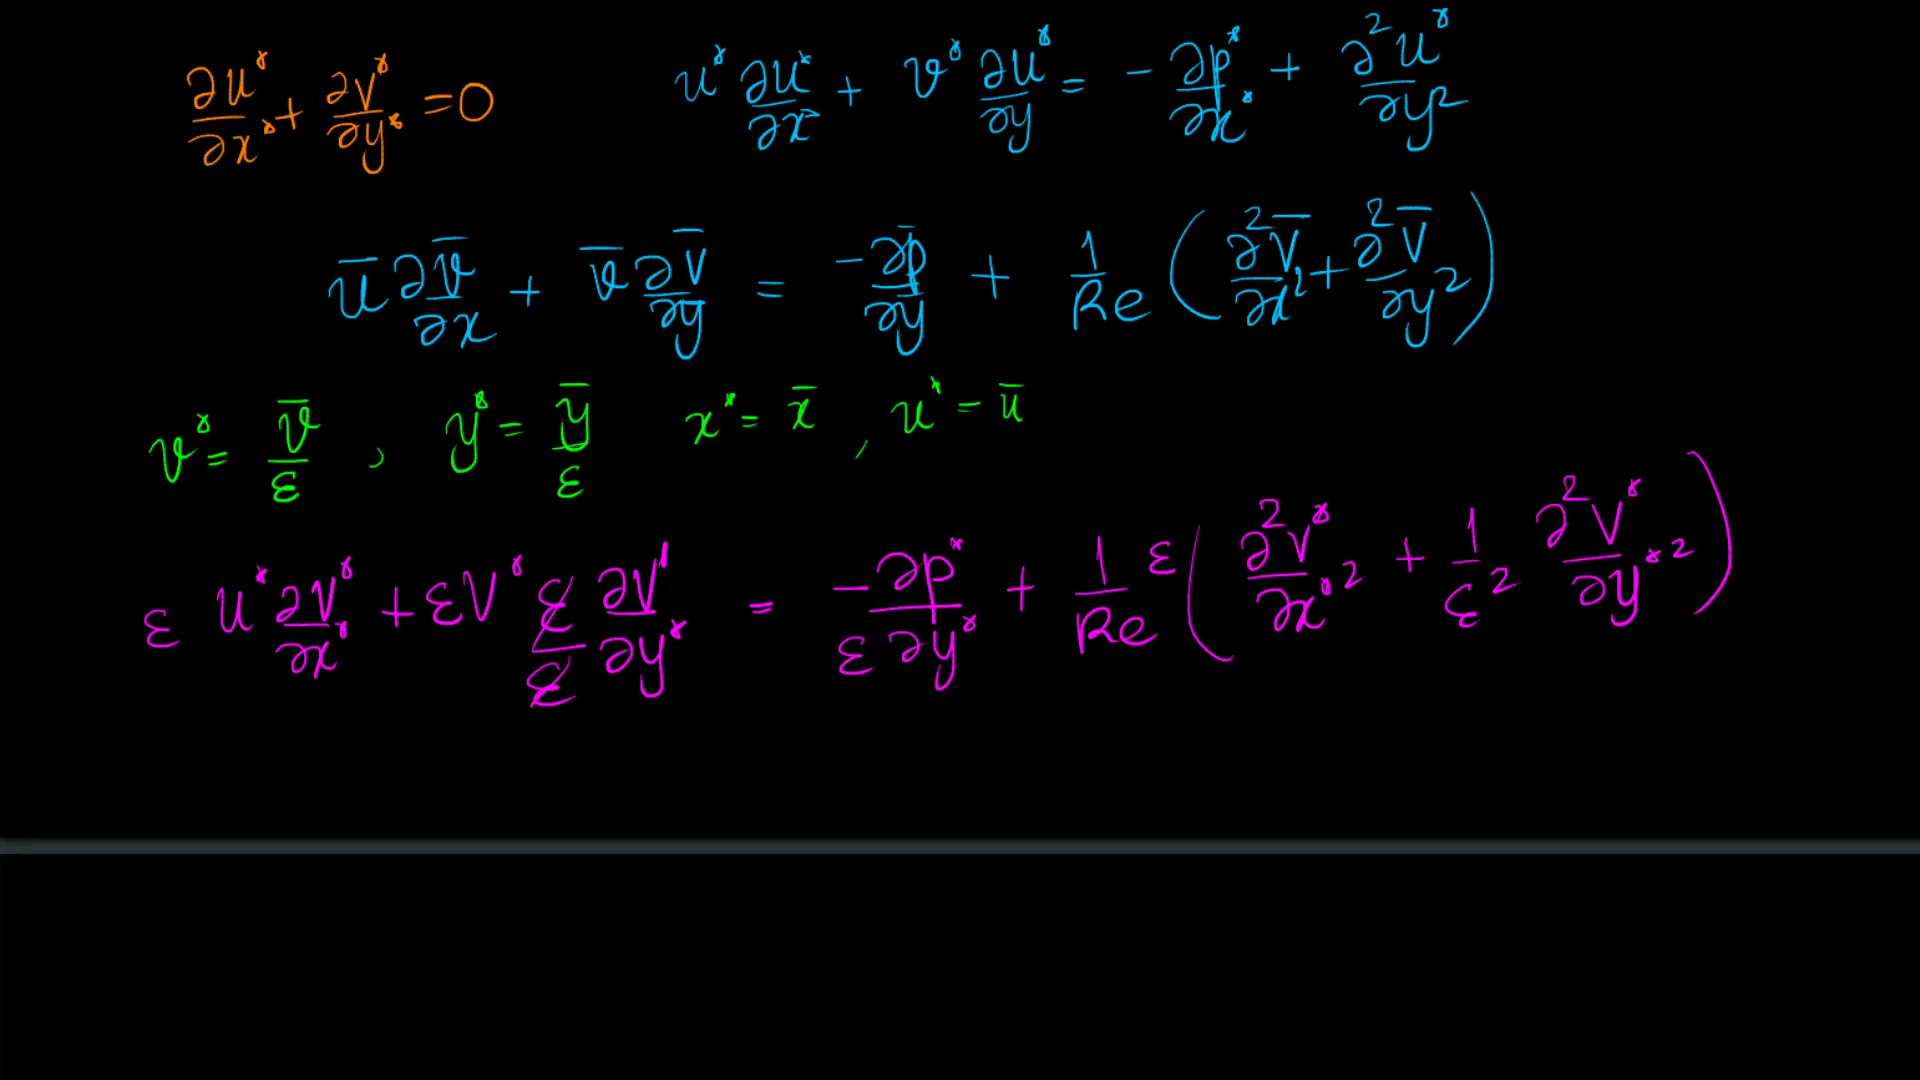 ∂u*/∂x* + ∂v*/∂y* = 0    u* ∂u*/∂x* + v* ∂u*/∂y = - ∂p*/∂x* + ∂²u*/∂y²
ū ∂v̄/∂x + v̄ ∂v̄/∂ȳ = -∂p̄/∂ȳ + 1/Re (∂²v̄/∂x² + ∂²v̄/∂y²)
v* = v̄/ε , y* = ȳ/ε  x* = x̄ , u* = ū
ε u* ∂v*/∂x* + εv* ε/ε ∂v*/∂y* = -∂p*/ε∂y* + 1/Re ε (∂²v*/∂x*² + 1/ε² ∂²v*/∂y*²)